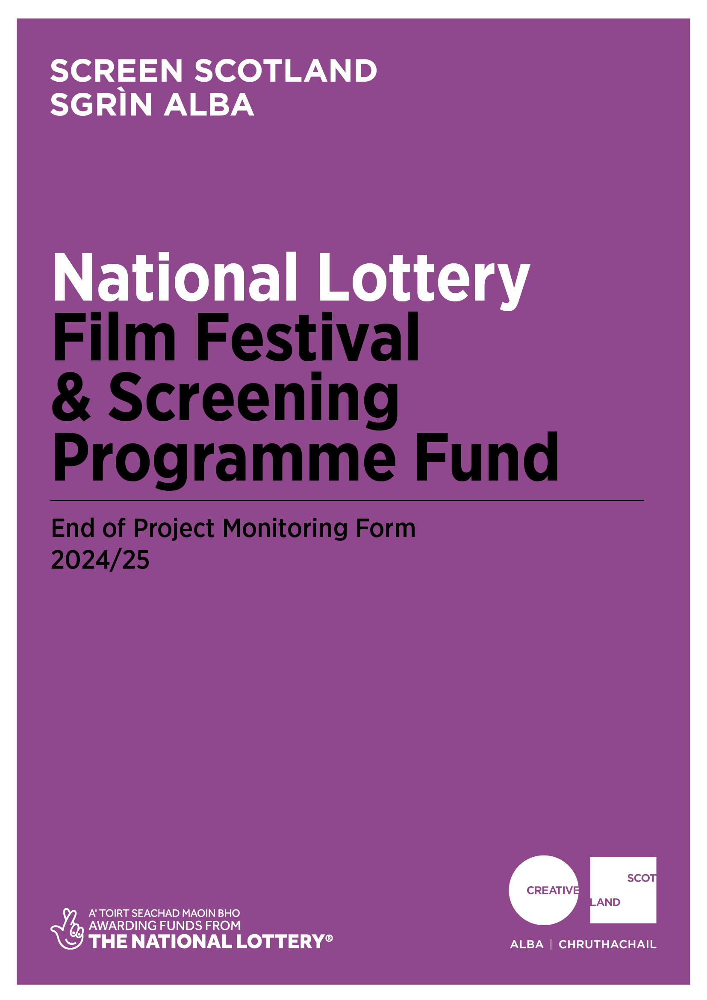 SCREEN SCOTLAND
SGRÌN ALBA
National Lottery
Film Festival
& Screening
Programme Fund
End of Project Monitoring Form
2024/25
A' TOIRT SEACHAD MAOIN BHO
AWARDING FUNDS FROM
THE NATIONAL LOTTERY®
CREATIVE
SCOT
LAND
ALBA | CHRUTHACHAIL